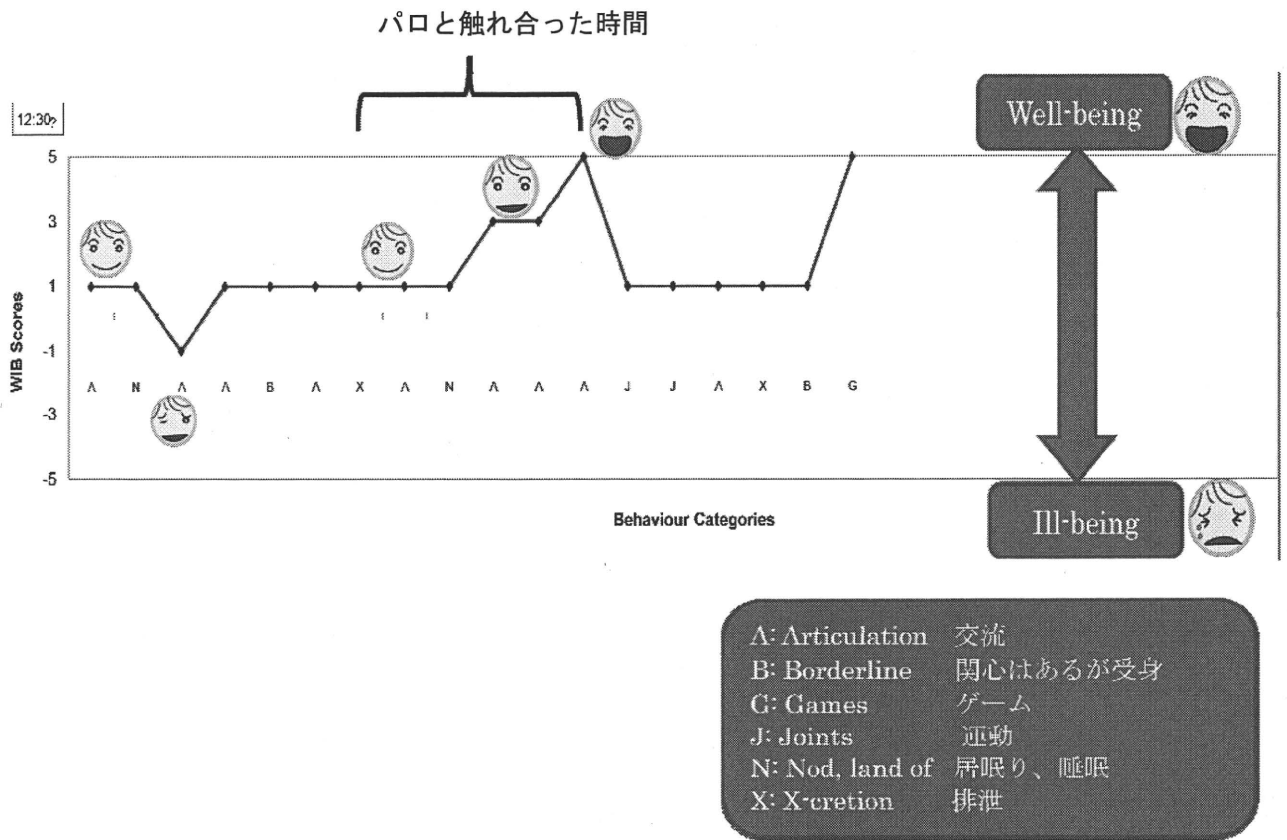 パロと触れ合った時間
12:30~
Well-being
5
3
1
-1
-3
-5
WIB Scores
A N A A B A X A N A A A J J A X B G
Behaviour Categories
Ill-being
A: Articulation 交流
B: Borderline 関心はあるが受身
G: Games ゲーム
J: Joints 運動
N: Nod, land of 居眠り、睡眠
X: X-cretion 排泄